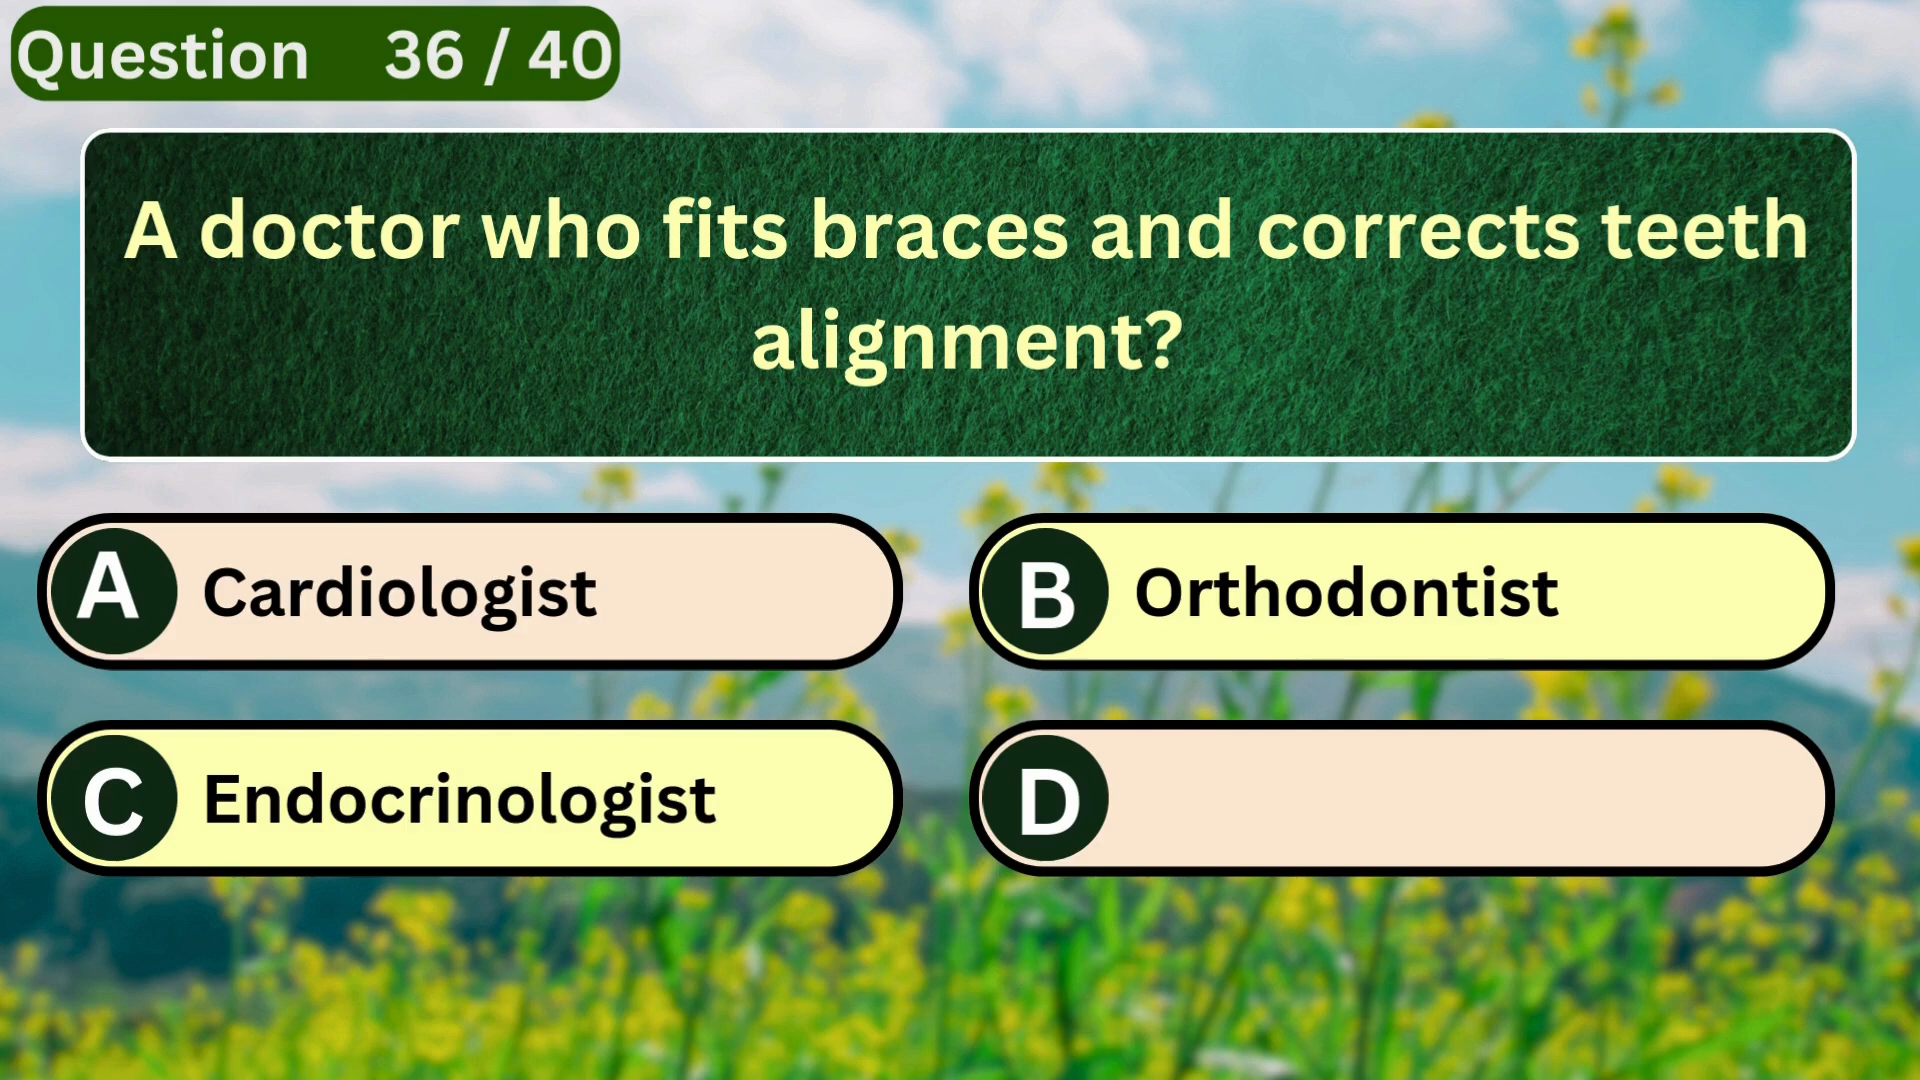 Question 36 / 40
A doctor who fits braces and corrects teeth
alignment?
A Cardiologist
B Orthodontist
C Endocrinologist
D